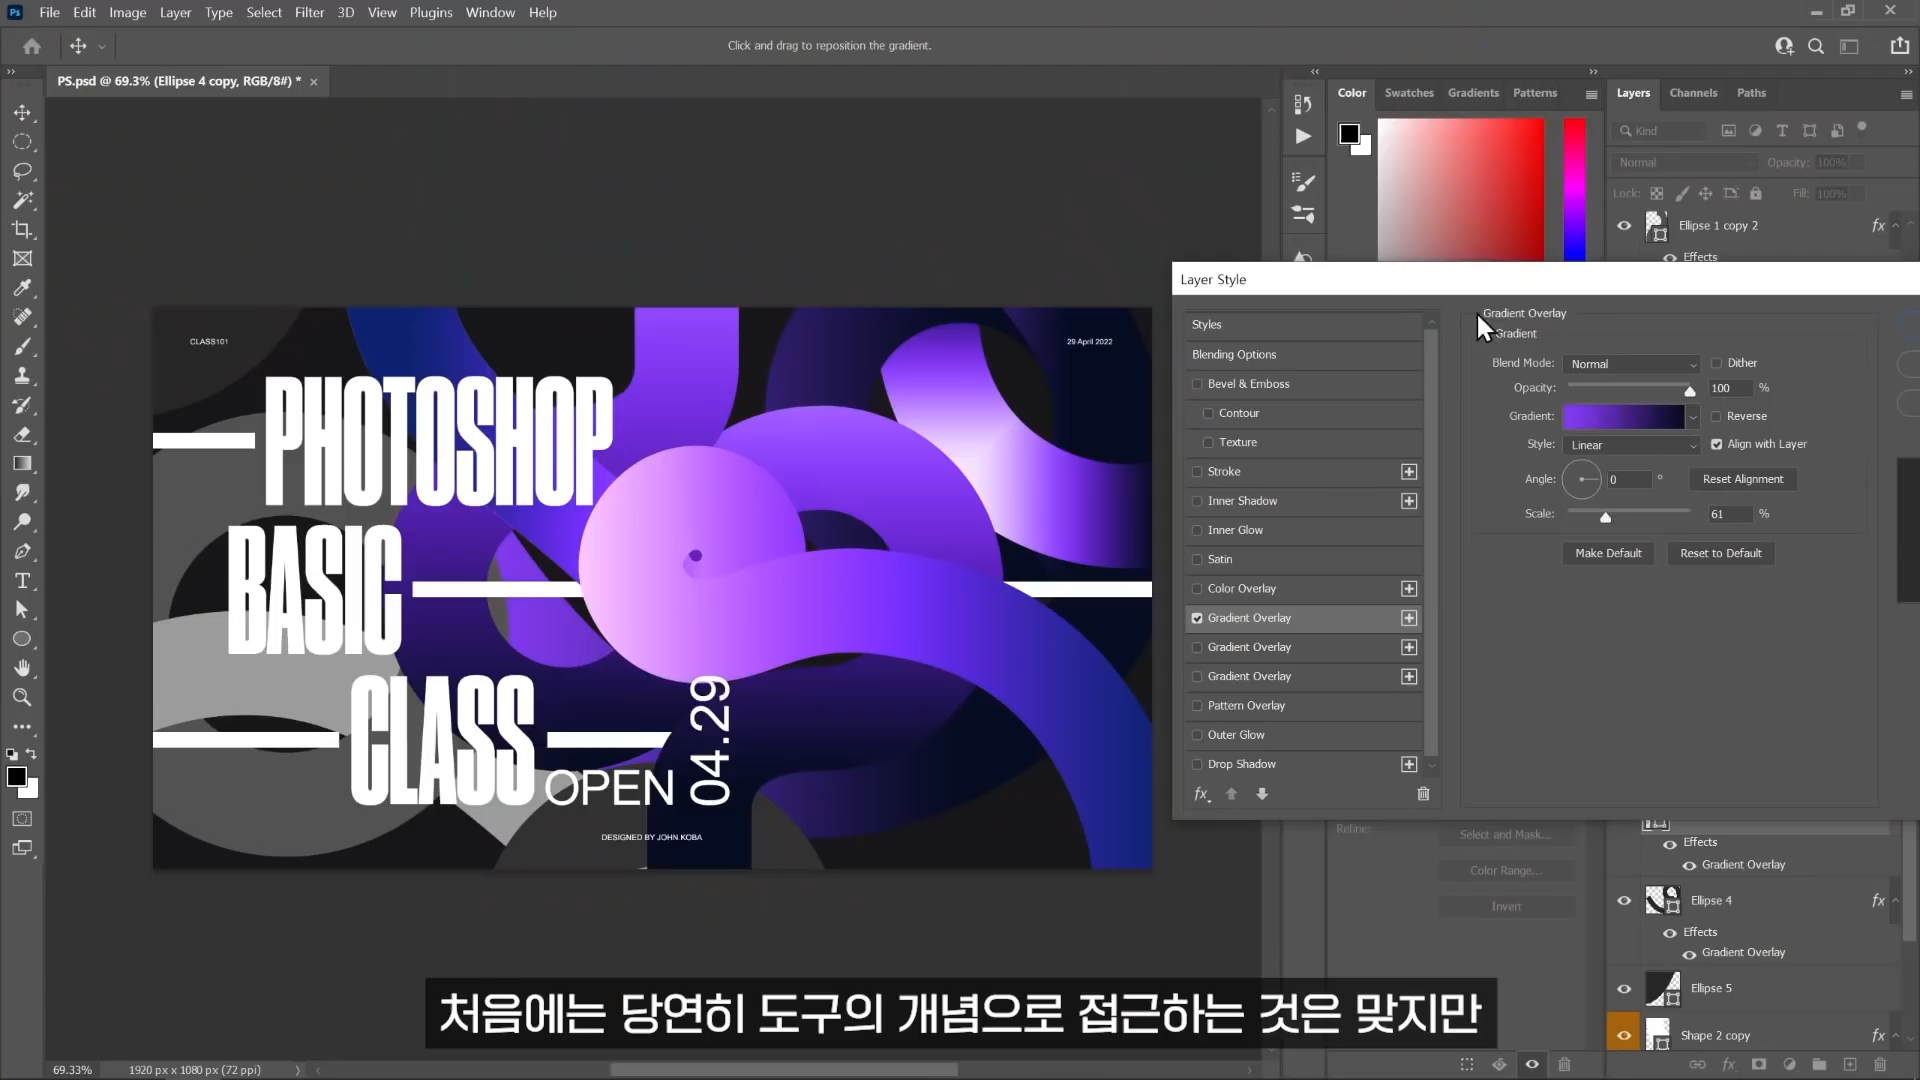 Ps File Edit Image Layer Type Select Filter 3D View Plugins Window Help
Click and drag to reposition the gradient.
PS.psd @ 69.3% (Ellipse 4 copy, RGB/8#) *
Color Swatches Gradients Patterns
Layers Channels Paths
Kind
Normal Opacity: 100%
Lock: Fill: 100%
Ellipse 1 copy 2 fx
Effects
CLASS101
29 April 2022
PHOTOSHOP
BASIC
CLASS
OPEN
04.29
DESIGNED BY JOHN KOBA
Layer Style
Styles
Blending Options
Bevel & Emboss
Contour
Texture
Stroke
Inner Shadow
Inner Glow
Satin
Color Overlay
Gradient Overlay
Gradient Overlay
Gradient Overlay
Pattern Overlay
Outer Glow
Drop Shadow
fx
Gradient Overlay
Gradient
Blend Mode: Normal Dither
Opacity: 100 %
Gradient: Reverse
Style: Linear Align with Layer
Angle: 0 ° Reset Alignment
Scale: 61 %
Make Default Reset to Default
Refine: Select and Mask...
Color Range...
Invert
Effects
Gradient Overlay
Ellipse 4 fx
Effects
Gradient Overlay
Ellipse 5
Shape 2 copy fx
fx
처음에는 당연히 도구의 개념으로 접근하는 것은 맞지만
69.33% 1920 px x 1080 px (72 ppi)